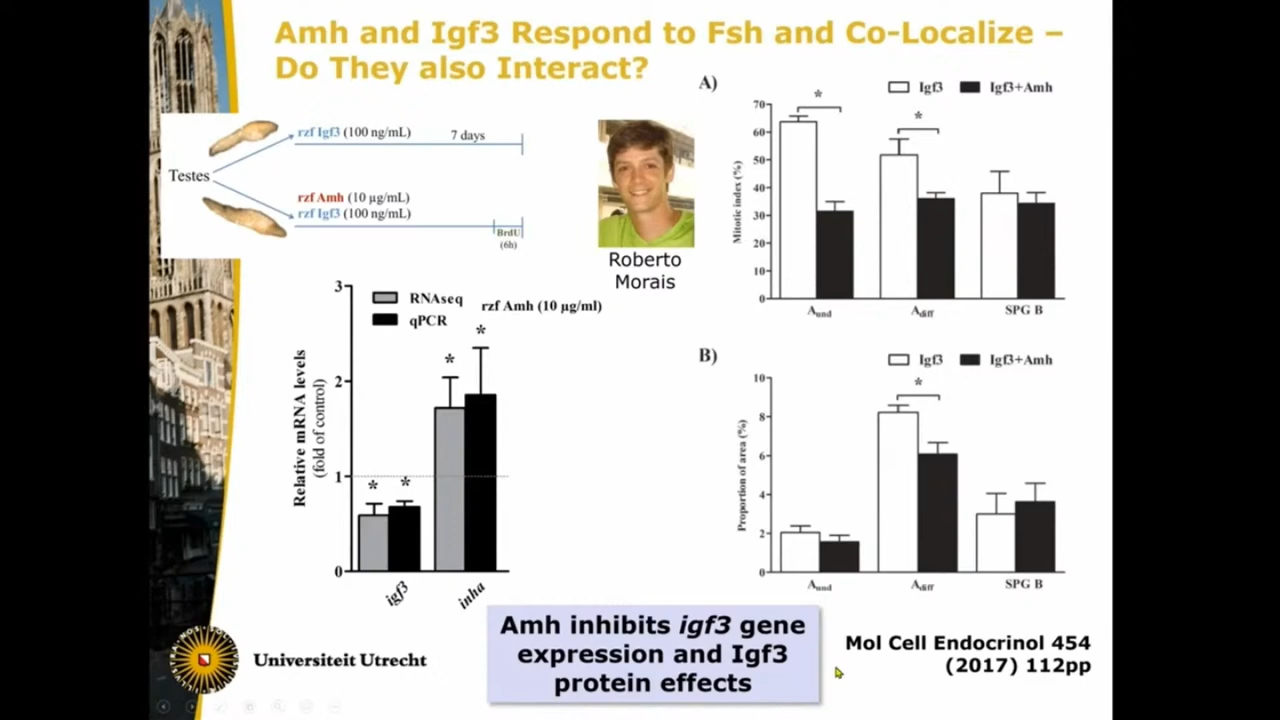 Amh and Igf3 Respond to Fsh and Co-Localize –
Do They also Interact?
Testes
rzf Igf3 (100 ng/mL)
7 days
rzf Amh (10 µg/mL)
rzf Igf3 (100 ng/mL)
BrdU
(6h)
Roberto
Morais
RNAseq
qPCR
rzf Amh (10 µg/ml)
Relative mRNA levels
(fold of control)
3
2
1
0
* * * *
igf3
inha
A)
Igf3
Igf3+Amh
Mitotic index (%)
70
60
50
40
30
20
10
0
* *
Aund
Adiff
SPG B
B)
Igf3
Igf3+Amh
Proportion of area (%)
10
8
6
4
2
0
*
Aund
Adiff
SPG B
Amh inhibits igf3 gene
expression and Igf3
protein effects
Mol Cell Endocrinol 454
(2017) 112pp
Universiteit Utrecht